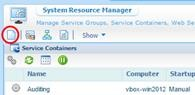 System Resource Manager
Manage Service Groups, Service Containers, Web Serv
Show
Service Containers
Name Computer Startup
Auditing vbox-win2012 Manual